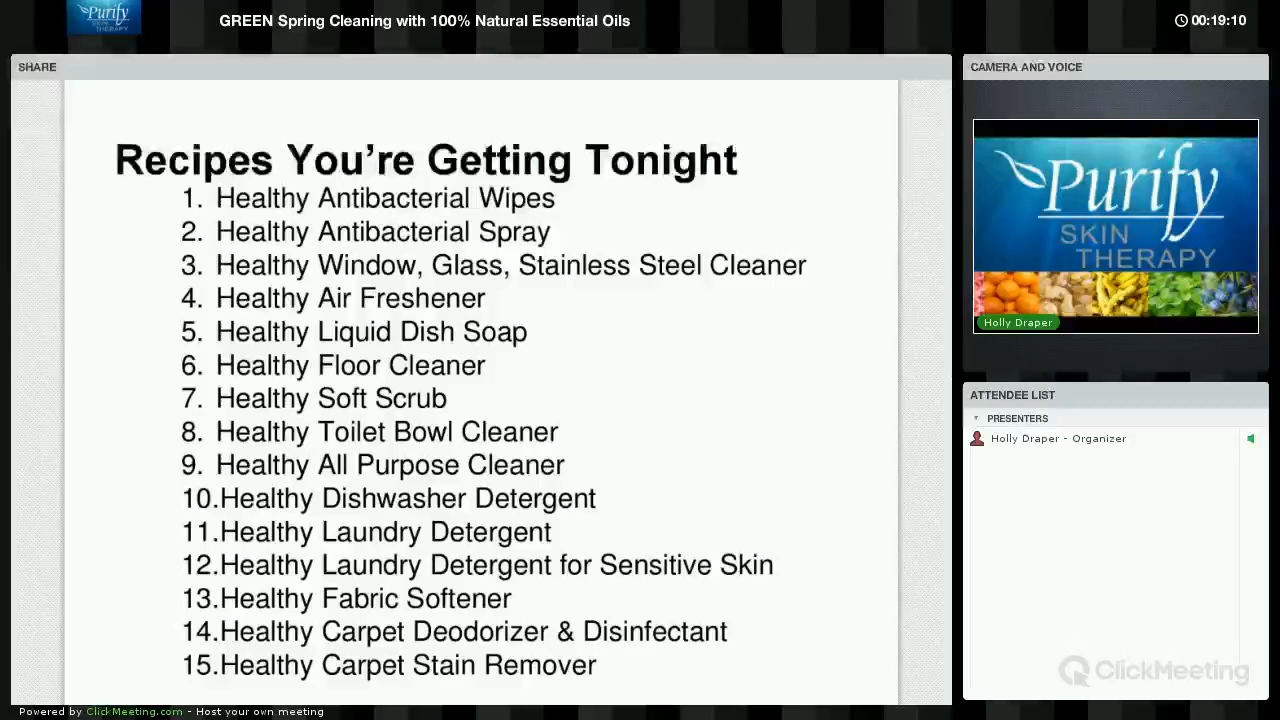 Purify
SKIN
THERAPY
GREEN Spring Cleaning with 100% Natural Essential Oils
00:19:10
SHARE
Recipes You're Getting Tonight
1. Healthy Antibacterial Wipes
2. Healthy Antibacterial Spray
3. Healthy Window, Glass, Stainless Steel Cleaner
4. Healthy Air Freshener
5. Healthy Liquid Dish Soap
6. Healthy Floor Cleaner
7. Healthy Soft Scrub
8. Healthy Toilet Bowl Cleaner
9. Healthy All Purpose Cleaner
10.Healthy Dishwasher Detergent
11.Healthy Laundry Detergent
12.Healthy Laundry Detergent for Sensitive Skin
13.Healthy Fabric Softener
14.Healthy Carpet Deodorizer & Disinfectant
15.Healthy Carpet Stain Remover
CAMERA AND VOICE
Purify
SKIN
THERAPY
Holly Draper
ATTENDEE LIST
PRESENTERS
Holly Draper - Organizer
ClickMeeting
Powered by ClickMeeting.com - Host your own meeting